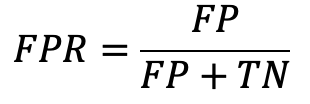 FPR = FP / FP + TN